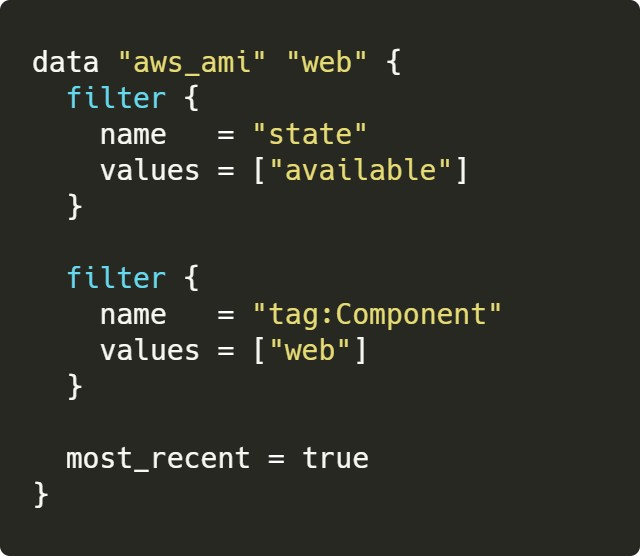 data "aws_ami" "web" {
  filter {
    name   = "state"
    values = ["available"]
  }

  filter {
    name   = "tag:Component"
    values = ["web"]
  }

  most_recent = true
}